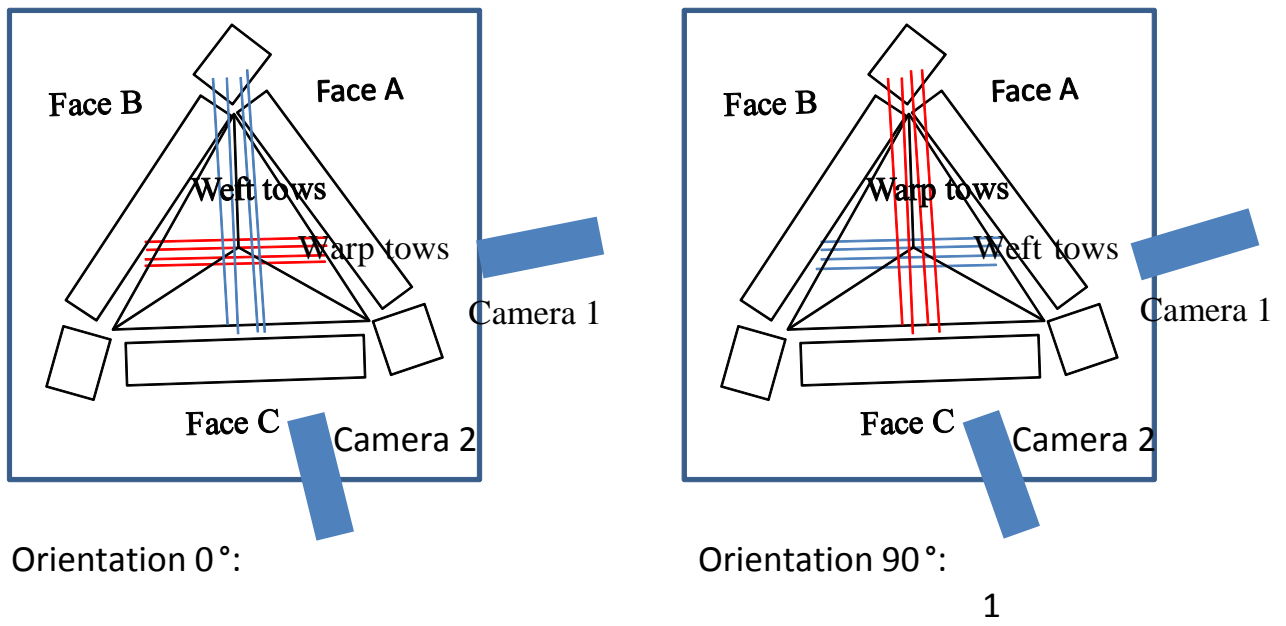 Face B
Face A
Weft tows
Warp tows
Camera 1
Face C
Camera 2
Orientation 0°:
Face B
Face A
Warp tows
Weft tows
Camera 1
Face C
Camera 2
Orientation 90°:
1